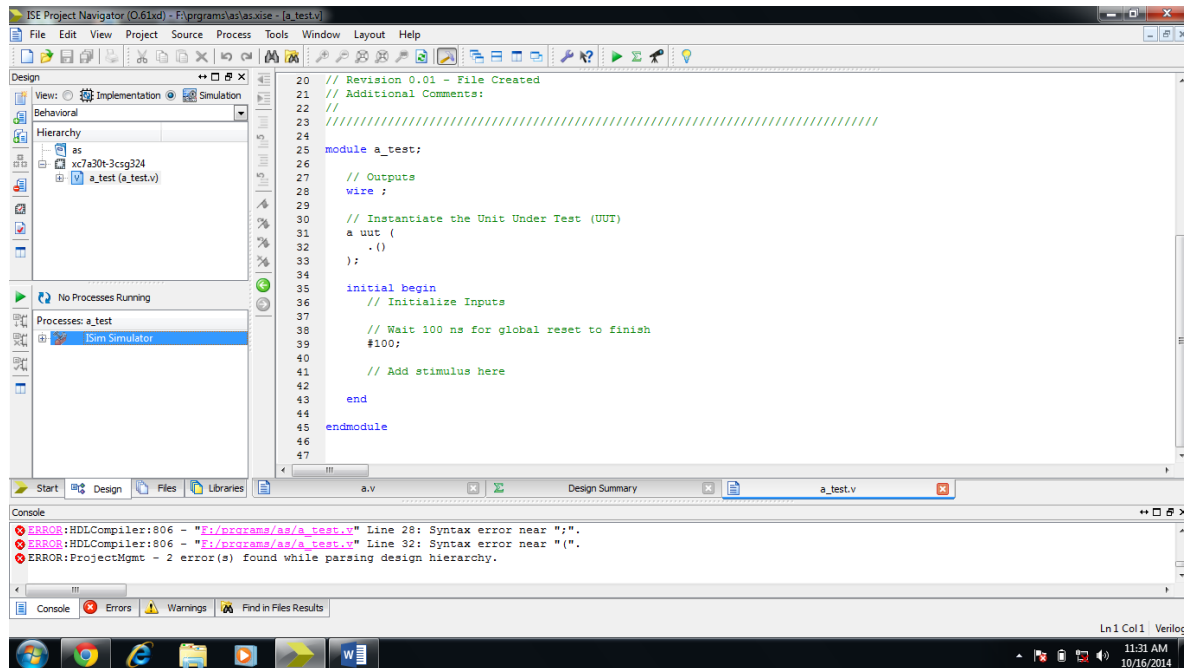 ISE Project Navigator (O.61xd) - F:\prgrams\as\as.xise - [a_test.v]
File Edit View Project Source Process Tools Window Layout Help
Design
View: Implementation Simulation
Behavioral
Hierarchy
as
xc7a30t-3csg324
a_test (a_test.v)
No Processes Running
Processes: a_test
ISim Simulator
20 // Revision 0.01 - File Created
21 // Additional Comments:
22 //
23 ////////////////////////////////////////////////////////////////////////////////
24
25 module a_test;
26
27 // Outputs
28 wire ;
29
30 // Instantiate the Unit Under Test (UUT)
31 a uut (
32 .()
33 );
34
35 initial begin
36 // Initialize Inputs
37
38 // Wait 100 ns for global reset to finish
39 #100;
40
41 // Add stimulus here
42
43 end
44
45 endmodule
46
47
Start Design Files Libraries a.v Design Summary a_test.v
Console
ERROR:HDLCompiler:806 - "F:/prgrams/as/a_test.v" Line 28: Syntax error near ";".
ERROR:HDLCompiler:806 - "F:/prgrams/as/a_test.v" Line 32: Syntax error near "(".
ERROR:ProjectMgmt - 2 error(s) found while parsing design hierarchy.
Console Errors Warnings Find in Files Results
Ln 1 Col 1 Verilog
11:31 AM
10/16/2014